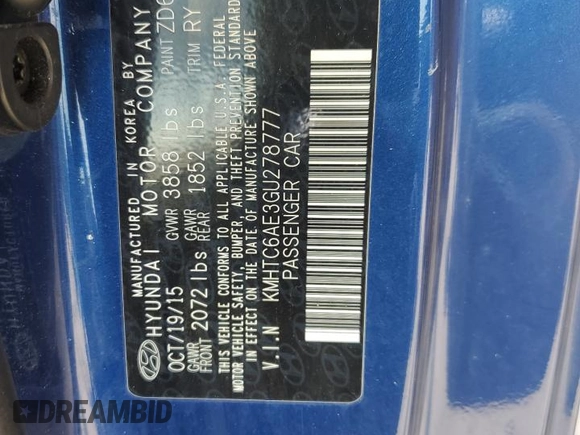 MANUFACTURED IN KOREA BY
HYUNDAI MOTOR COMPANY
OCT/19/15 GVWR 3858 lbs PAINT ZD6
GAWR FRONT 2072 lbs GAWR REAR 1852 lbs TRIM RY
THIS VEHICLE CONFORMS TO ALL APPLICABLE U.S.A FEDERAL
MOTOR VEHICLE SAFETY, BUMPER, AND THEFT PREVENTION STANDARD
IN EFFECT ON THE DATE OF MANUFACTURE SHOWN ABOVE
V.I.N KMHTC6AE3GU278777
PASSENGER CAR
DREAMBID